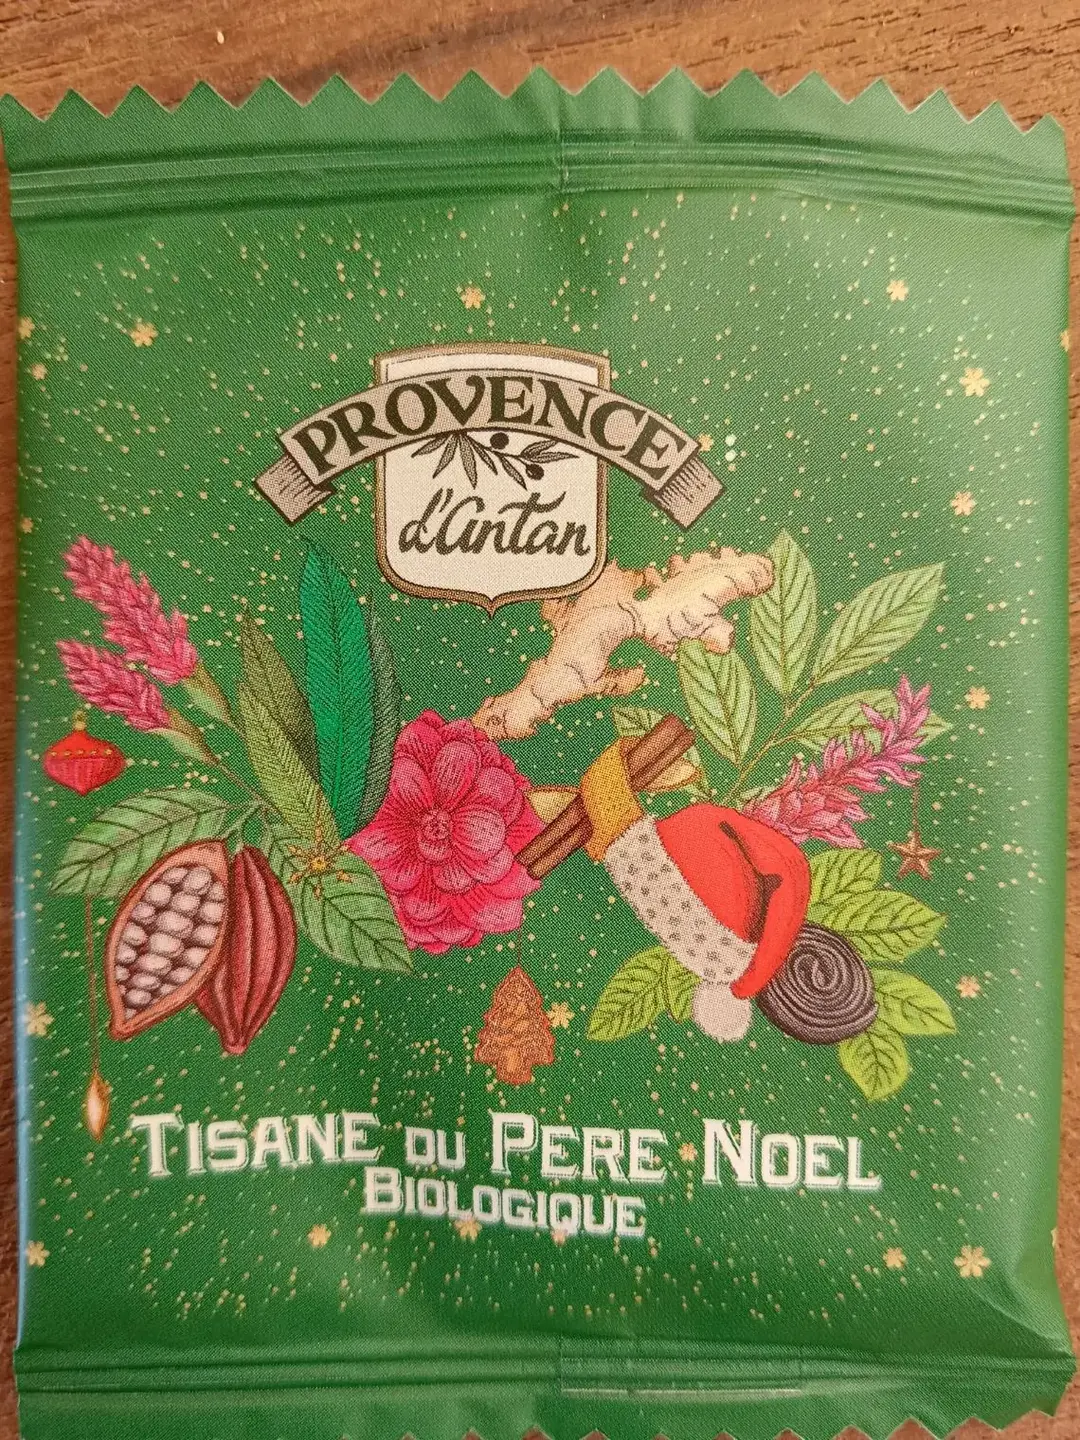 PROVENCE
d'Antan
TISANE DU PERE NOEL
BIOLOGIQUE